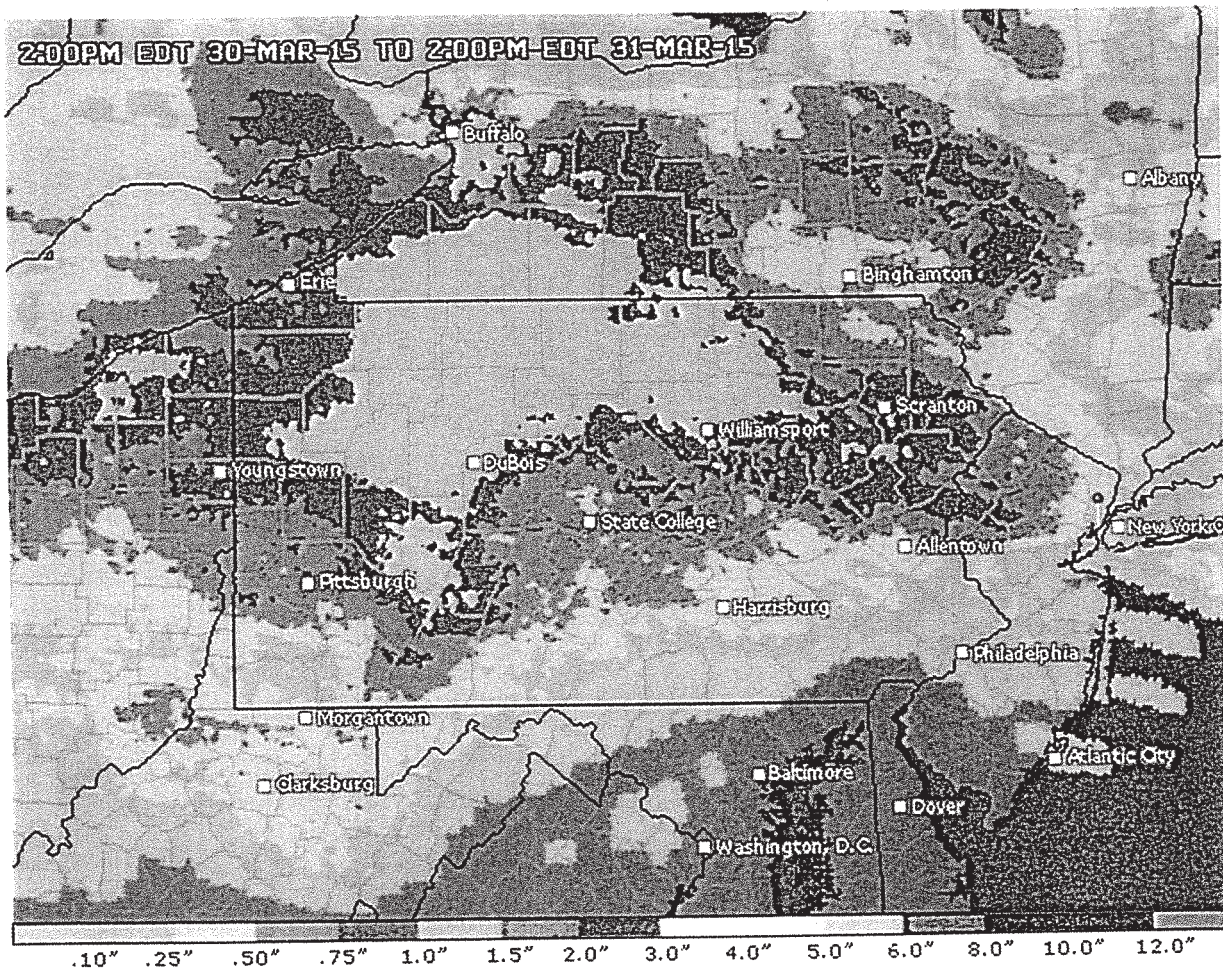 2:00PM EDT 30-MAR-15 TO 2:00PM EDT 31-MAR-15
Buffalo
Albany
Erie
Binghamton
Scranton
Williamsport
DuBois
Youngstown
State College
New York
Allentown
Pittsburgh
Harrisburg
Philadelphia
Morgantown
Atlantic City
Baltimore
Clarksburg
Dover
Washington, D.C.
.10" .25" .50" .75" 1.0" 1.5" 2.0" 3.0" 4.0" 5.0" 6.0" 8.0" 10.0" 12.0"